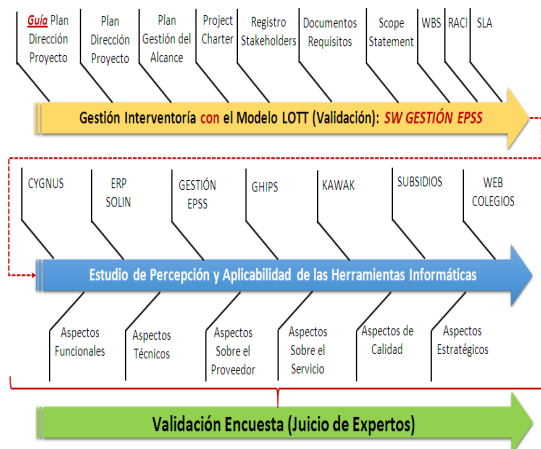 Guía Plan
Dirección
Proyecto
Plan
Dirección
Proyecto
Plan
Gestión del
Alcance
Project
Charter
Registro
Stakeholders
Documentos
Requisitos
Scope
Statement
WBS
RACI
SLA
Gestión Interventoría con el Modelo LOTT (Validación): SW GESTIÓN EPSS
CYGNUS
ERP
SOLIN
GESTIÓN
EPSS
GHIPS
KAWAK
SUBSIDIOS
WEB
COLEGIOS
Estudio de Percepción y Aplicabilidad de las Herramientas Informáticas
Aspectos
Funcionales
Aspectos
Técnicos
Aspectos
Sobre el
Proveedor
Aspectos
Sobre el
Servicio
Aspectos de
Calidad
Aspectos
Estratégicos
Validación Encuesta (Juicio de Expertos)